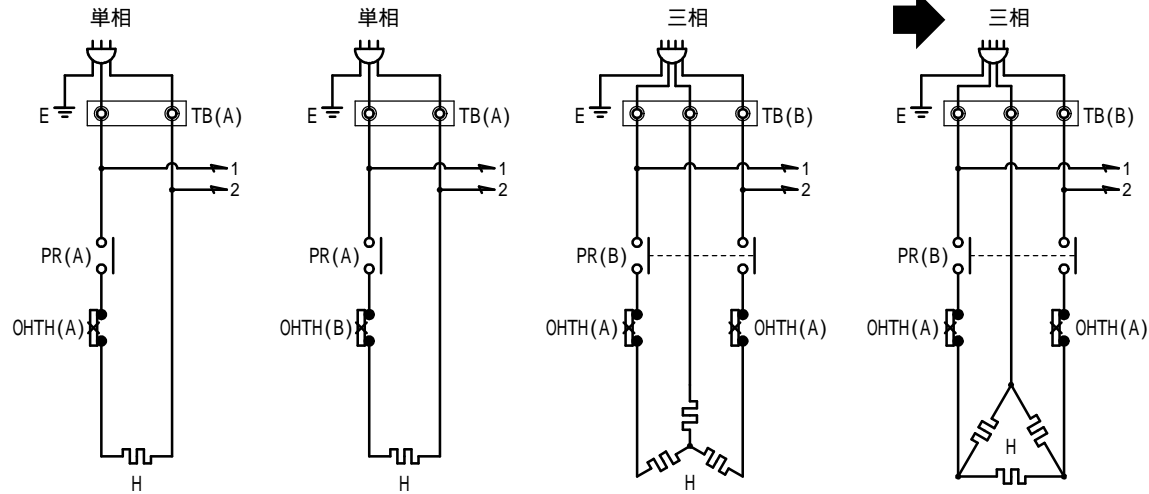 単相 単相 三相 三相
E TB(A) E TB(A) E TB(B) E TB(B)
1 1 1 1
2 2 2 2
PR(A) PR(A) PR(B) PR(B)
OHTH(A) OHTH(B) OHTH(A) OHTH(A) OHTH(A) OHTH(A)
H
H H H